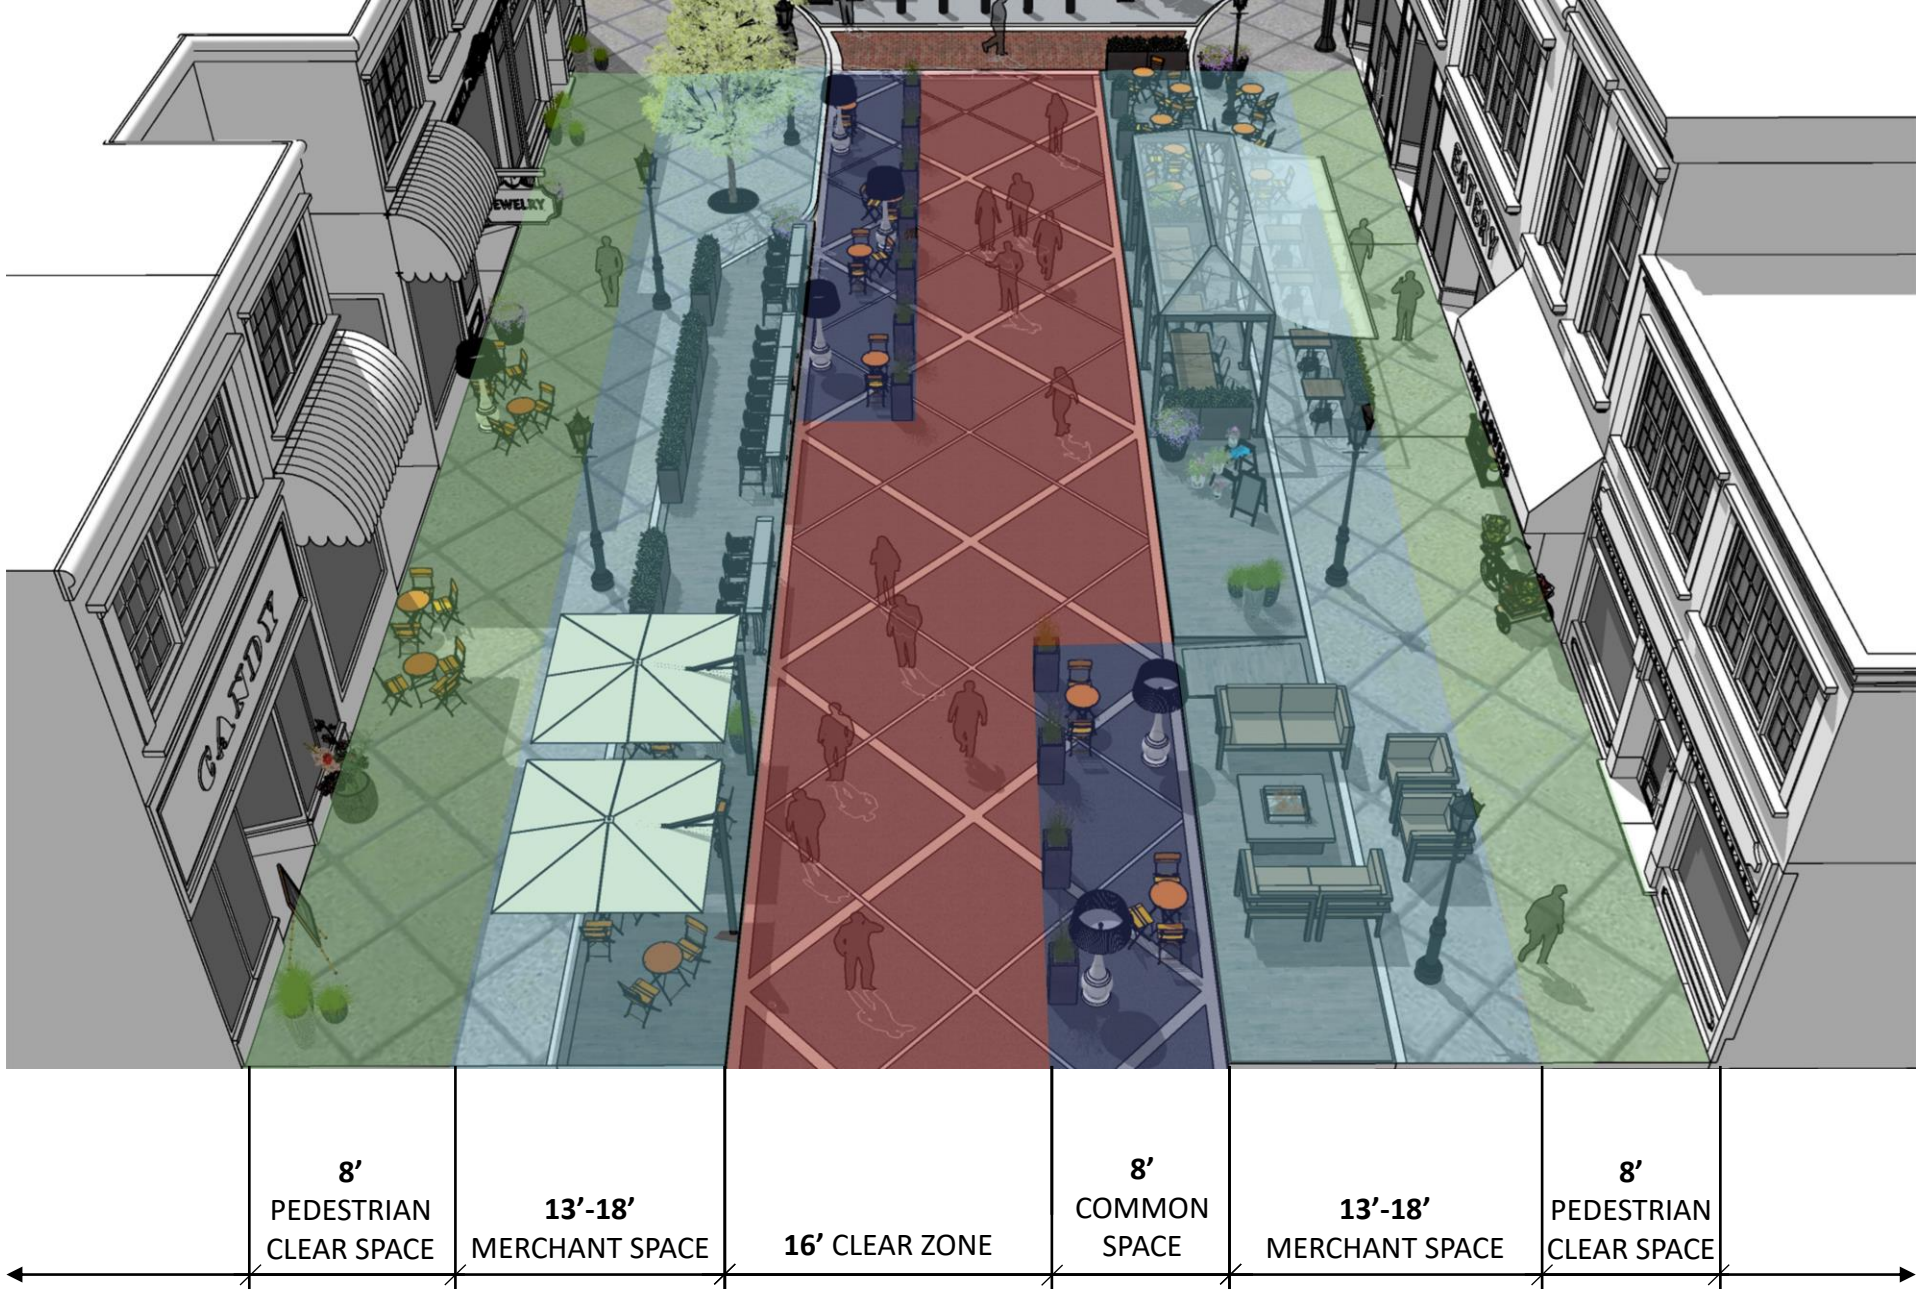 EWELRY
EATERY
CANDY
8’
PEDESTRIAN
CLEAR SPACE
13’-18’
MERCHANT SPACE
16’ CLEAR ZONE
8’
COMMON
SPACE
13’-18’
MERCHANT SPACE
8’
PEDESTRIAN
CLEAR SPACE